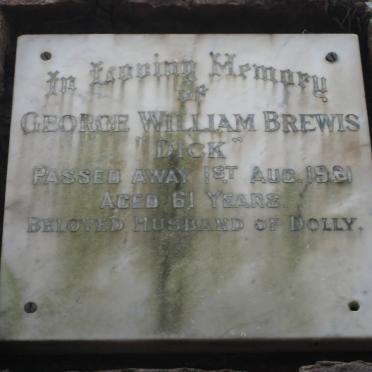 In Loving Memory
of
GEORGE WILLIAM BREWIS
"DICK"
PASSED AWAY 1ST AUG. 1981
AGED 61 YEARS.
BELOVED HUSBAND OF DOLLY.